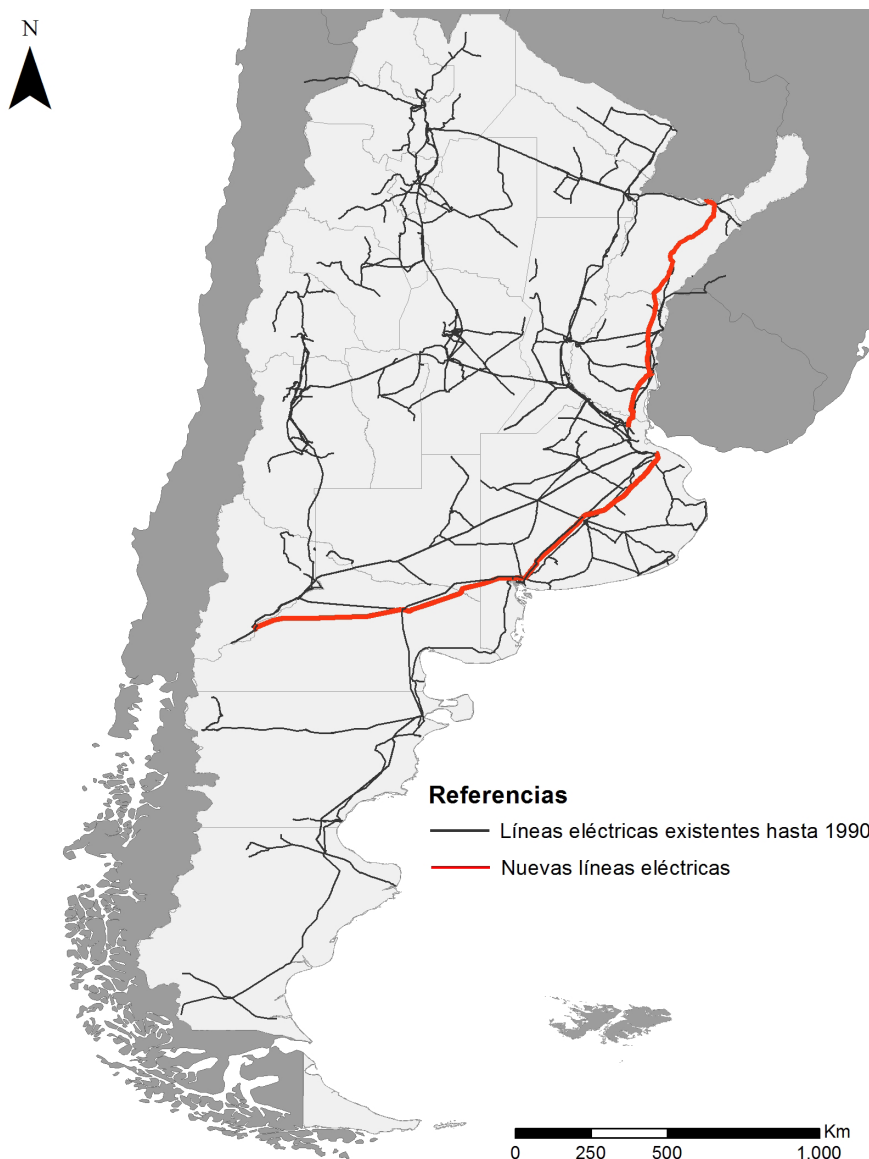 N
Referencias
Líneas eléctricas existentes hasta 1990
Nuevas líneas eléctricas
Km
0 250 500 1.000